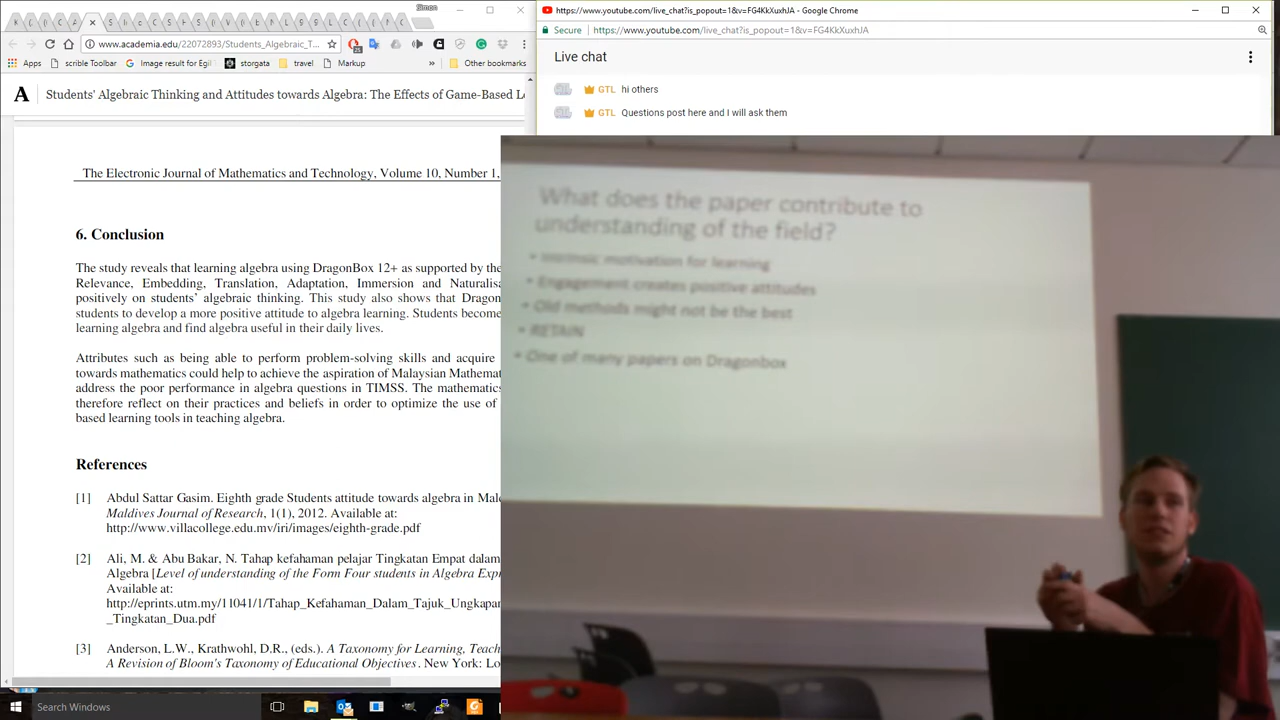 Simon
https://www.youtube.com/live_chat?is_popout=1&v=FG4KkXuxhJA - Google Chrome
www.academia.edu/22072893/Students_Algebraic_T...
Secure https://www.youtube.com/live_chat?is_popout=1&v=FG4KkXuxhJA
Apps scrible Toolbar Image result for Egil storgata travel Markup » Other bookmarks
Live chat
A Students' Algebraic Thinking and Attitudes towards Algebra: The Effects of Game-Based
GTL hi others
GTL Questions post here and I will ask them
The Electronic Journal of Mathematics and Technology, Volume 10, Number 1,
6. Conclusion
The study reveals that learning algebra using DragonBox 12+ as supported by the
Relevance, Embedding, Translation, Adaptation, Immersion and
positively on students' algebraic thinking. This study also shows that
students to develop a more positive attitude to algebra learning. Students
learning algebra and find algebra useful in their daily lives.
Attributes such as being able to perform problem-solving skills and acquire
towards mathematics could help to achieve the aspiration of Malaysian
address the poor performance in algebra questions in TIMSS. The mathematics
therefore reflect on their practices and beliefs in order to optimize the use of
based learning tools in teaching algebra.
References
[1] Abdul Sattar Gasim. Eighth grade Students attitude towards algebra in
Maldives Journal of Research, 1(1), 2012. Available at:
http://www.villacollege.edu.mv/iri/images/eighth-grade.pdf
[2] Ali, M. & Abu Bakar, N. Tahap kefahaman pelajar Tingkatan Empat dalam
Algebra [Level of understanding of the Form Four students in Algebra
Available at:
http://eprints.utm.my/11041/1/Tahap_Kefahaman_Dalam_Tajuk_Ungkapan
_Tingkatan_Dua.pdf
[3] Anderson, L.W., Krathwohl, D.R., (eds.). A Taxonomy for Learning,
A Revision of Bloom's Taxonomy of Educational Objectives. New York:
What does the paper contribute to
understanding of the field?
• Intrinsic motivation for learning
• Engagement creates positive attitudes
• Old methods might not be the best
• RETAIN
• One of many papers on Dragonbox
Search Windows